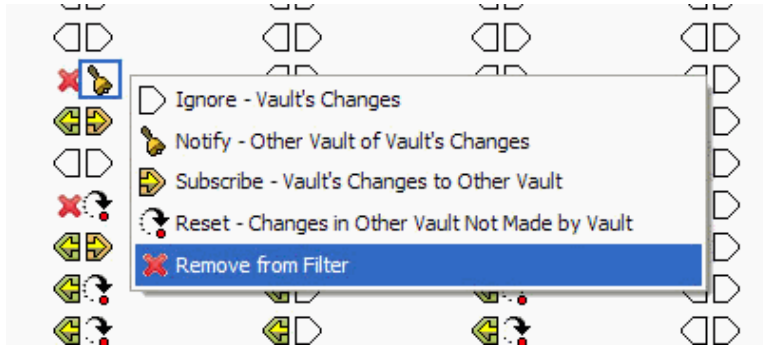 Ignore - Vault's Changes
Notify - Other Vault of Vault's Changes
Subscribe - Vault's Changes to Other Vault
Reset - Changes in Other Vault Not Made by Vault
Remove from Filter